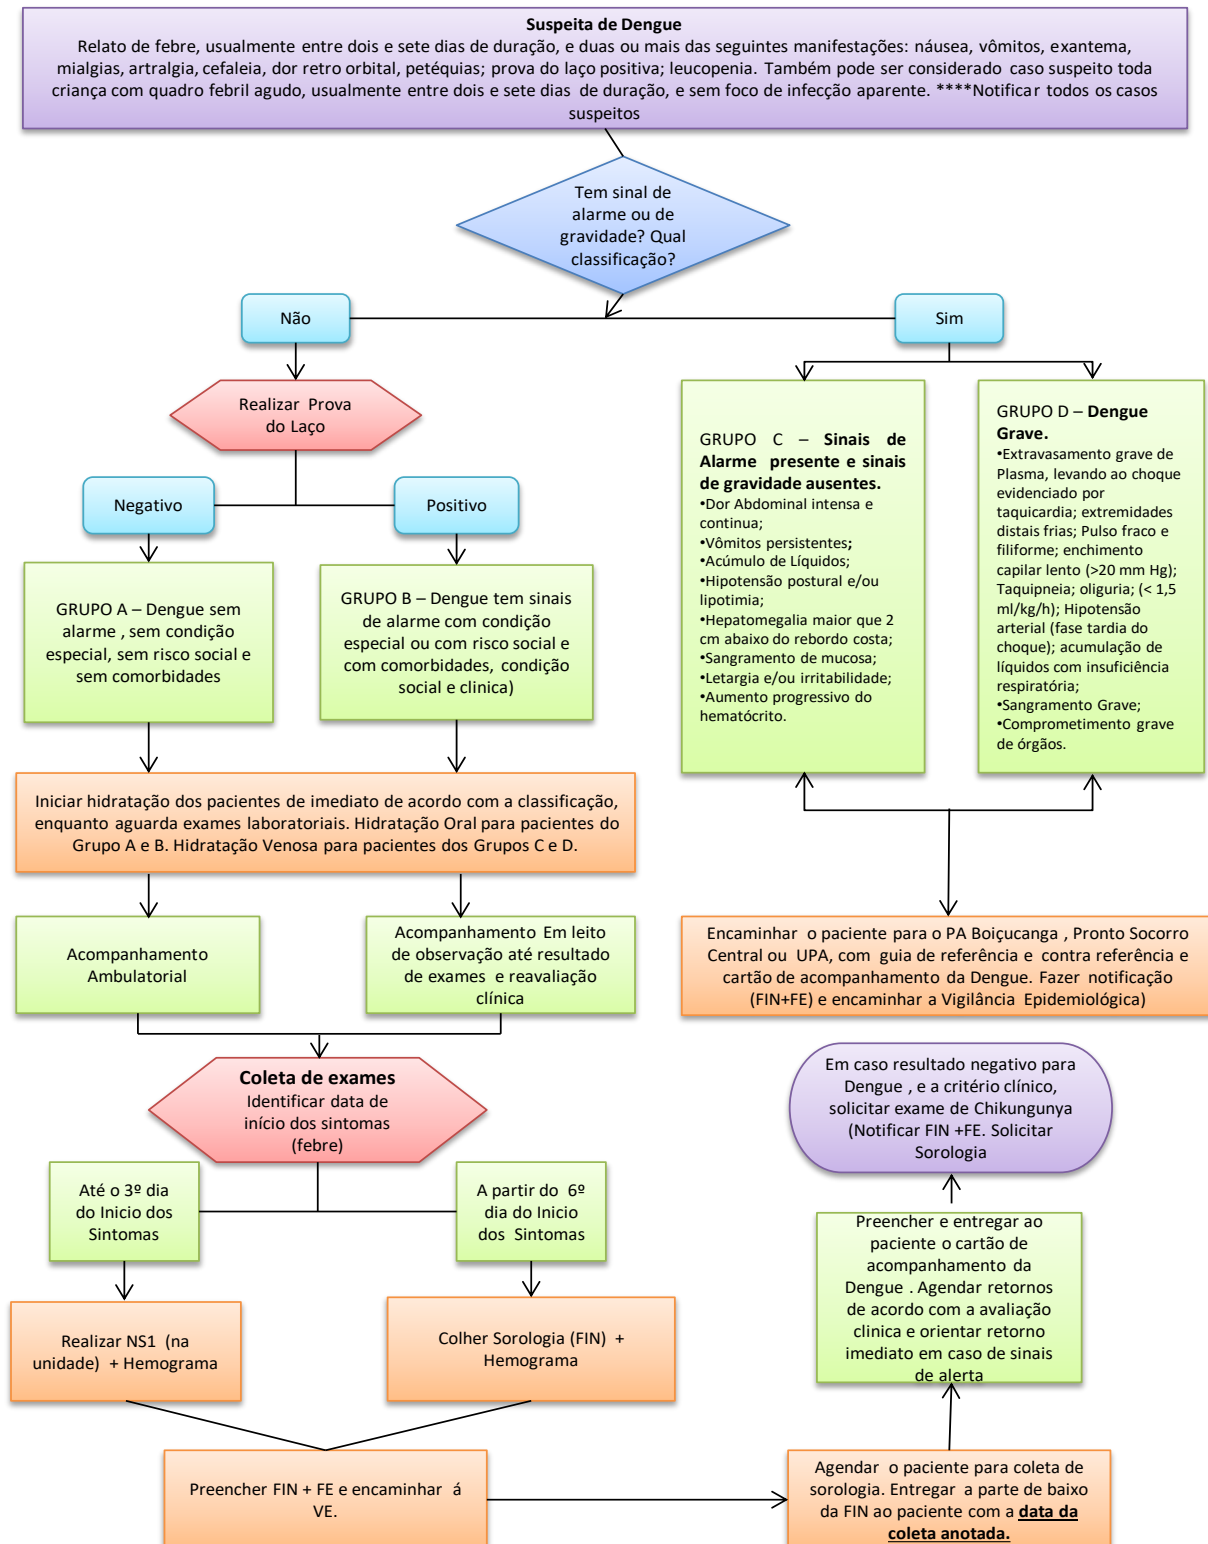 Suspeita de Dengue
Relato de febre, usualmente entre dois e sete dias de duração, e duas ou mais das seguintes manifestações: náusea, vômitos, exantema,
mialgias, artralgia, cefaleia, dor retro orbital, petéquias; prova do laço positiva; leucopenia. Também pode ser considerado caso suspeito toda
criança com quadro febril agudo, usualmente entre dois e sete dias de duração, e sem foco de infecção aparente. ****Notificar todos os casos
suspeitos
Tem sinal de
alarme ou de
gravidade? Qual
classificação?
Não
Sim
Realizar Prova
do Laço
Negativo
Positivo
GRUPO A – Dengue sem
alarme , sem condição
especial, sem risco social e
sem comorbidades
GRUPO B – Dengue tem sinais
de alarme com condição
especial ou com risco social e
com comorbidades, condição
social e clinica)
GRUPO C – Sinais de
Alarme presente e sinais
de gravidade ausentes.
•Dor Abdominal intensa e
continua;
•Vômitos persistentes;
•Acúmulo de Líquidos;
•Hipotensão postural e/ou
lipotimia;
•Hepatomegalia maior que 2
cm abaixo do rebordo costa;
•Sangramento de mucosa;
•Letargia e/ou irritabilidade;
•Aumento progressivo do
hematócrito.
GRUPO D – Dengue
Grave.
•Extravasamento grave de
Plasma, levando ao choque
evidenciado por
taquicardia; extremidades
distais frias; Pulso fraco e
filiforme; enchimento
capilar lento (>20 mm Hg);
Taquipneia; oliguria; (< 1,5
ml/kg/h); Hipotensão
arterial (fase tardia do
choque); acumulação de
líquidos com insuficiência
respiratória;
•Sangramento Grave;
•Comprometimento grave
de órgãos.
Iniciar hidratação dos pacientes de imediato de acordo com a classificação,
enquanto aguarda exames laboratoriais. Hidratação Oral para pacientes do
Grupo A e B. Hidratação Venosa para pacientes dos Grupos C e D.
Acompanhamento
Ambulatorial
Acompanhamento Em leito
de observação até resultado
de exames e reavaliação
clínica
Encaminhar o paciente para o PA Boiçucanga , Pronto Socorro
Central ou UPA, com guia de referência e contra referência e
cartão de acompanhamento da Dengue. Fazer notificação
(FIN+FE) e encaminhar a Vigilância Epidemiológica)
Coleta de exames
Identificar data de
início dos sintomas
(febre)
Até o 3º dia
do Inicio dos
Sintomas
A partir do 6º
dia do Inicio
dos Sintomas
Realizar NS1 (na
unidade) + Hemograma
Colher Sorologia (FIN) +
Hemograma
Preencher FIN + FE e encaminhar á
VE.
Agendar o paciente para coleta de
sorologia. Entregar a parte de baixo
da FIN ao paciente com a data da
coleta anotada.
Preencher e entregar ao
paciente o cartão de
acompanhamento da
Dengue . Agendar retornos
de acordo com a avaliação
clinica e orientar retorno
imediato em caso de sinais
de alerta
Em caso resultado negativo para
Dengue , e a critério clínico,
solicitar exame de Chikungunya
(Notificar FIN +FE. Solicitar
Sorologia